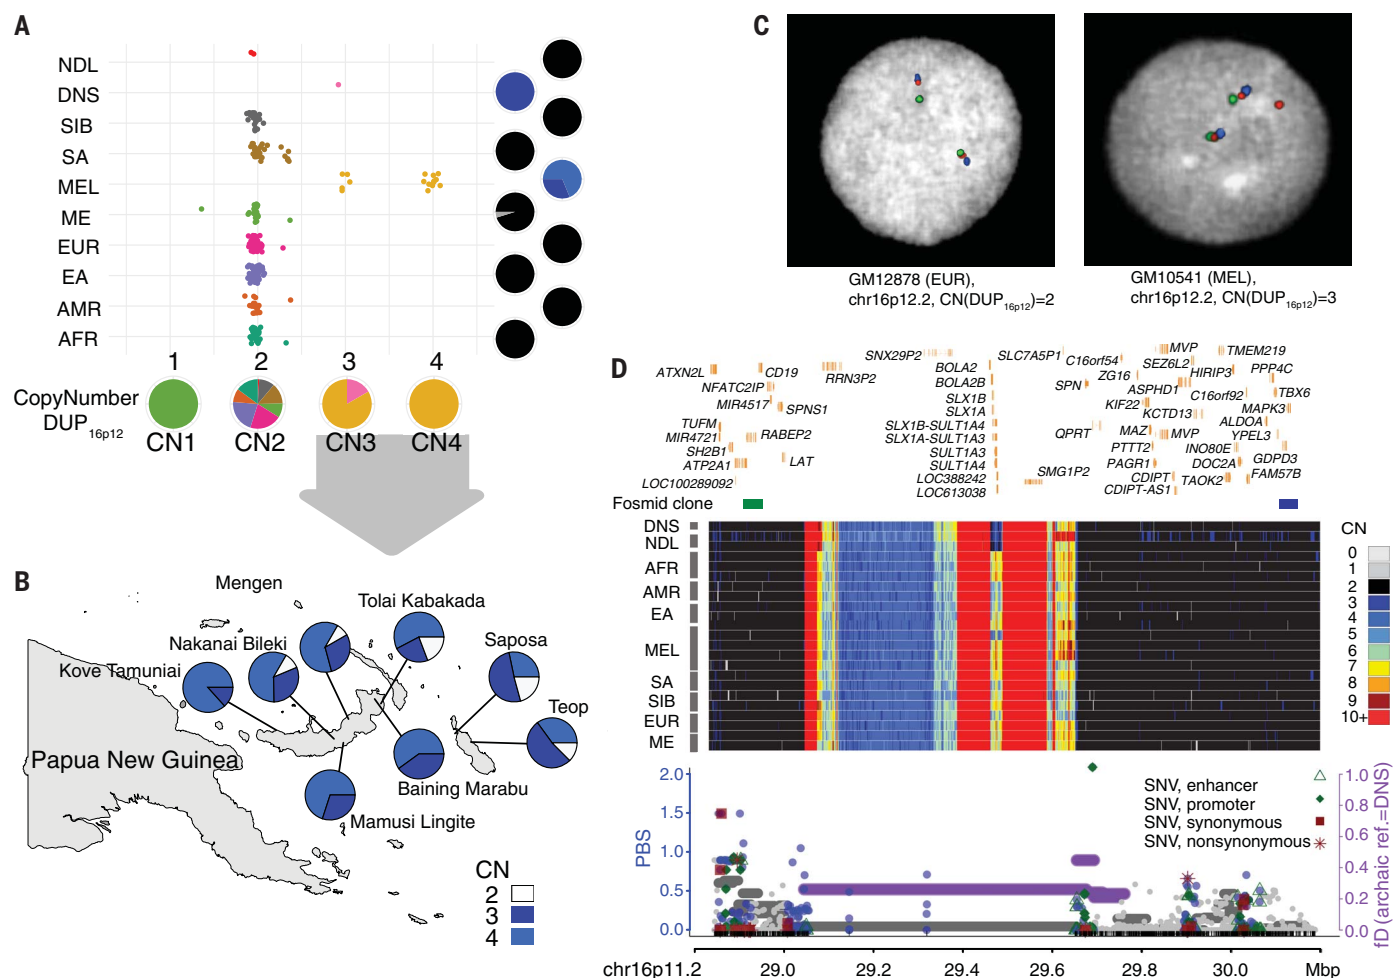 A
NDL
DNS
SIB
SA
MEL
ME
EUR
EA
AMR
AFR
1 2 3 4
CopyNumber
DUP16p12
CN1 CN2 CN3 CN4
B
Mengen
Tolai Kabakada
Nakanai Bileki
Saposa
Kove Tamuniai
Teop
Papua New Guinea
Baining Marabu
Mamusi Lingite
CN
2
3
4
C
GM12878 (EUR),
chr16p12.2, CN(DUP16p12)=2
GM10541 (MEL),
chr16p12.2, CN(DUP16p12)=3
D
ATXN2L
CD19
NFATC2IP
MIR4517
SPNS1
TUFM
MIR4721
RABEP2
SH2B1
ATP2A1
LAT
LOC100289092
RRN3P2
SNX29P2
BOLA2
BOLA2B
SLX1B
SLX1A
SLX1B-SULT1A4
SLX1A-SULT1A3
SULT1A3
SULT1A4
LOC388242
LOC613038
SMG1P2
SLC7A5P1
C16orf54
SPN
QPRT
ZG16
KIF22
MAZ
PTTT2
PAGR1
CDIPT
CDIPT-AS1
MVP
SEZ6L2
ASPHD1
KCTD13
MVP
HIRIP3
C16orf92
INO80E
DOC2A
TAOK2
TMEM219
PPP4C
TBX6
MAPK3
ALDOA
YPEL3
GDPD3
FAM57B
Fosmid clone
DNS
NDL
AFR
AMR
EA
MEL
SA
SIB
EUR
ME
CN
0
1
2
3
4
5
6
7
8
9
10+
PBS
2.0
1.5
1.0
0.5
0.0
SNV, enhancer
SNV, promoter
SNV, synonymous
SNV, nonsynonymous
1.0
0.8
0.6
0.4
0.2
0.0
fD (archaic ref.=DNS)
chr16p11.2 29.0 29.2 29.4 29.6 29.8 30.0 Mbp